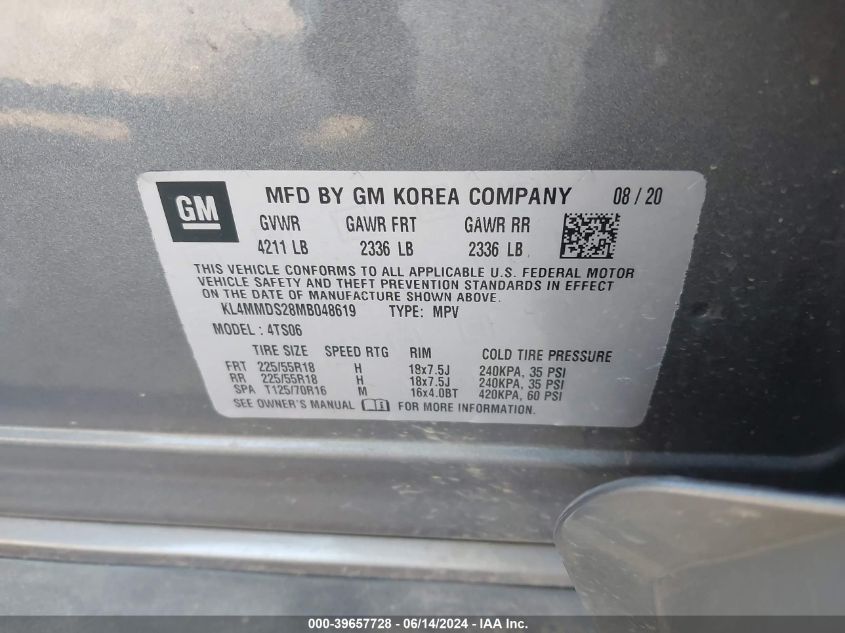 GM
MFD BY GM KOREA COMPANY 08 / 20
GVWR GAWR FRT GAWR RR
4211 LB 2336 LB 2336 LB
THIS VEHICLE CONFORMS TO ALL APPLICABLE U.S. FEDERAL MOTOR
VEHICLE SAFETY AND THEFT PREVENTION STANDARDS IN EFFECT
ON THE DATE OF MANUFACTURE SHOWN ABOVE.
KL4MMDS28MB048619 TYPE: MPV
MODEL : 4TS06
TIRE SIZE SPEED RTG RIM COLD TIRE PRESSURE
FRT 225/55R18 H 18x7.5J 240KPA, 35 PSI
RR 225/55R18 H 18x7.5J 240KPA, 35 PSI
SPA T125/70R16 M 16x4.0BT 420KPA, 60 PSI
SEE OWNER'S MANUAL FOR MORE INFORMATION.
000-39657728 - 06/14/2024 - Copyright © 2024 IAA, Inc.